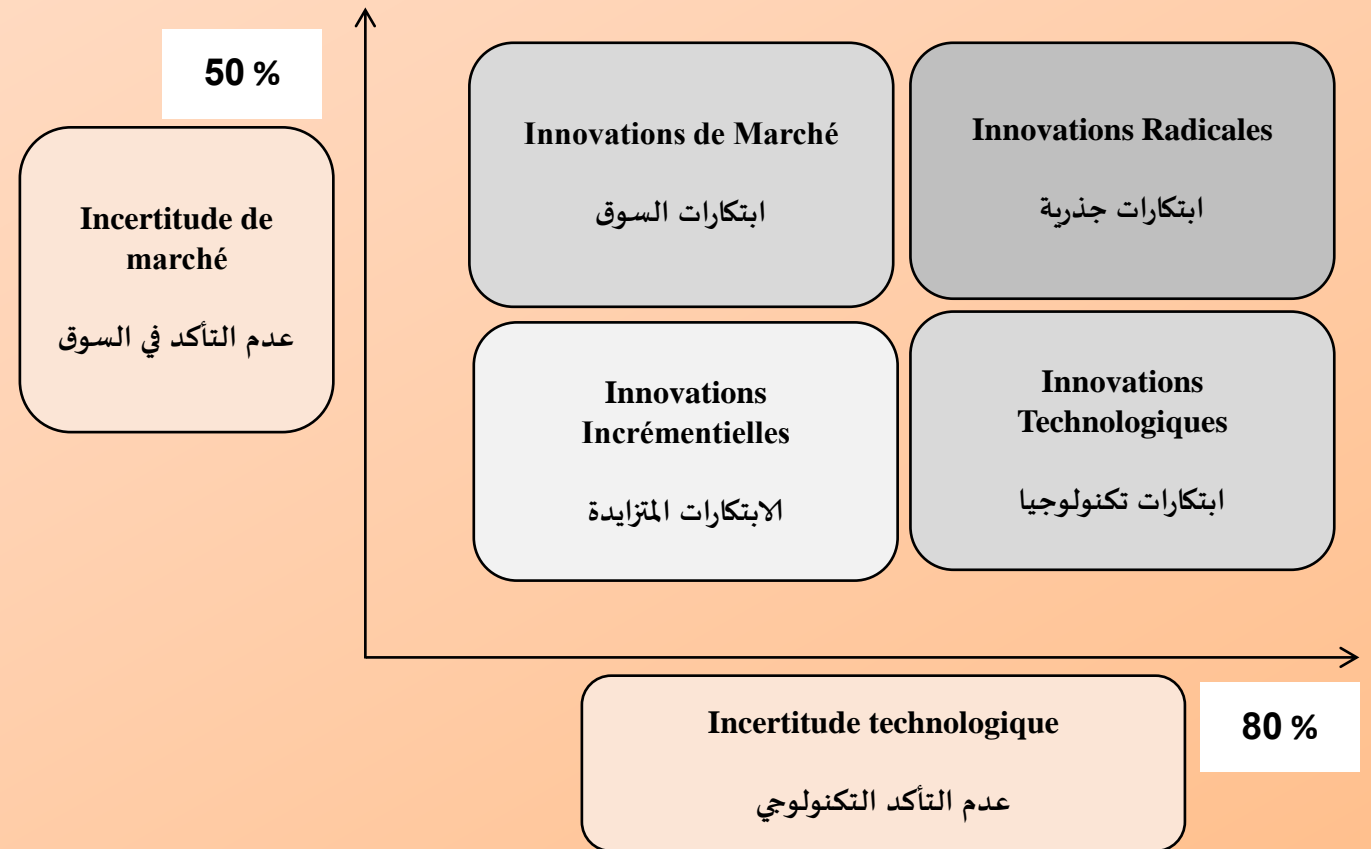 50 %
Incertitude de
marché
عدم التأكد في السوق
Innovations de Marché
ابتكارات السوق
Innovations Radicales
ابتكارات جذرية
Innovations
Incrémentielles
الابتكارات المتزايدة
Innovations
Technologiques
ابتكارات تكنولوجيا
Incertitude technologique
عدم التأكد التكنولوجي
80 %